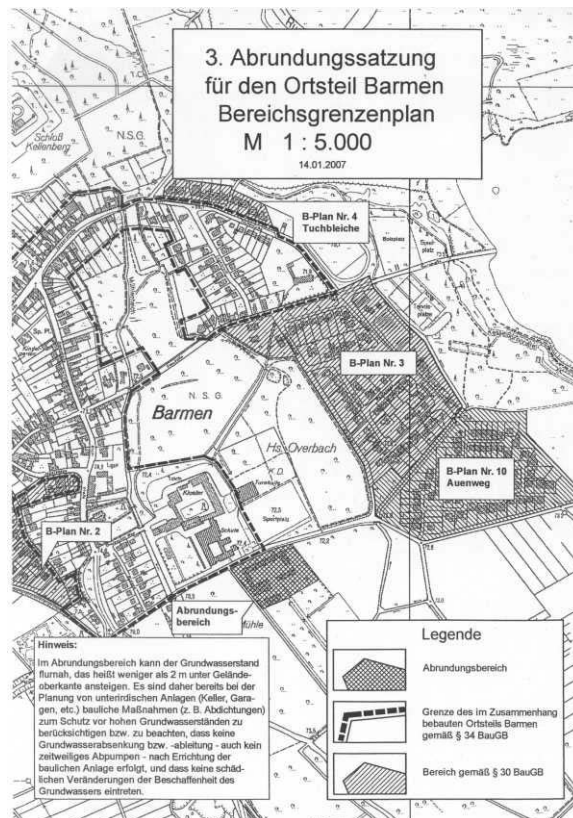 3. Abrundungssatzung
für den Ortsteil Barmen
Bereichsgrenzenplan
M 1 : 5.000
14.01.2007
Schloß
Kellenberg
N.S.G.
B-Plan Nr. 4
Tuchbleiche
B-Plan Nr. 3
N. S. G.
Barmen
Hs. Overbach
K.D.
B-Plan Nr. 10
Auenweg
Kloster
Schule
Sportplatz
B-Plan Nr. 2
Abrundungs-
bereich
Hinweis:
Im Abrundungsbereich kann der Grundwasserstand
flurnah, das heißt weniger als 2 m unter Gelände-
oberkante ansteigen. Es sind daher bereits bei der
Planung von unterirdischen Anlagen (Keller, Gara-
gen, etc.) bauliche Maßnahmen (z. B. Abdichtungen)
zum Schutz vor hohen Grundwasserständen zu
berücksichtigen bzw. zu beachten, dass keine
Grundwasserabsenkung bzw. -ableitung - auch kein
zeitweiliges Abpumpen - nach Errichtung der
baulichen Anlage erfolgt, und dass keine schäd-
lichen Veränderungen der Beschaffenheit des
Grundwassers eintreten.
Legende
Abrundungsbereich
Grenze des im Zusammenhang
bebauten Ortsteils Barmen
gemäß § 34 BauGB
Bereich gemäß § 30 BauGB